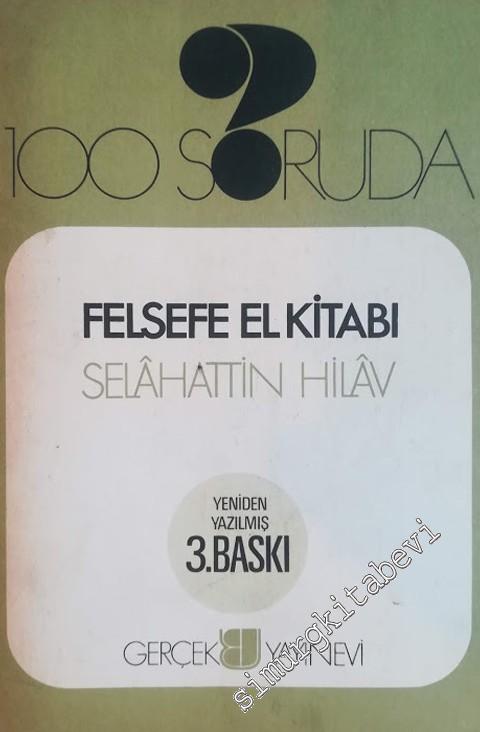 100 SORUDA
FELSEFE EL KİTABI
SELÂHATTİN HİLÂV
YENİDEN
YAZILMIŞ
3.BASKI
GERÇEK YAYINEVİ
simurgkitabevi